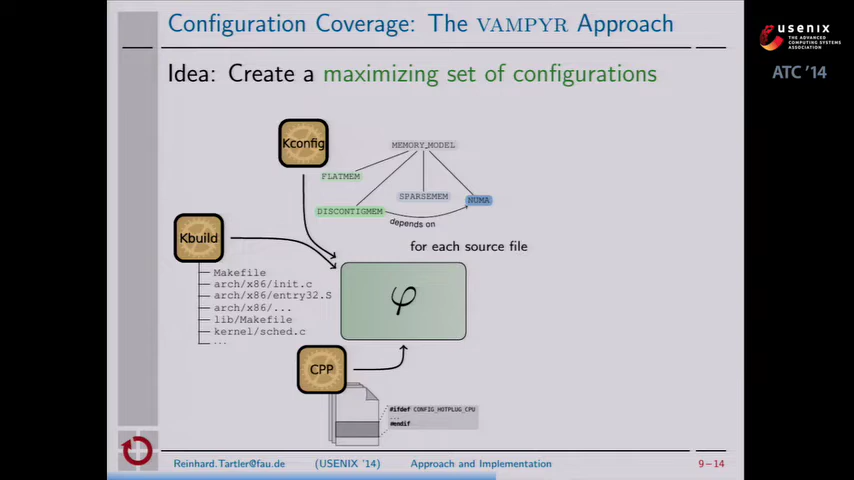 Configuration Coverage: The VAMPYR Approach
usenix
THE ADVANCED
COMPUTING SYSTEMS
ASSOCIATION
ATC '14
Idea: Create a maximizing set of configurations
Kconfig
MEMORY_MODEL
FLATMEM
SPARSEMEM
NUMA
DISCONTIGMEM
depends on
Kbuild
for each source file
Makefile
arch/x86/init.c
arch/x86/entry32.S
arch/x86/...
lib/Makefile
kernel/sched.c
...
φ
CPP
#ifdef CONFIG_HOTPLUG_CPU
...
#endif
Reinhard.Tartler@fau.de (USENIX '14) Approach and Implementation 9–14